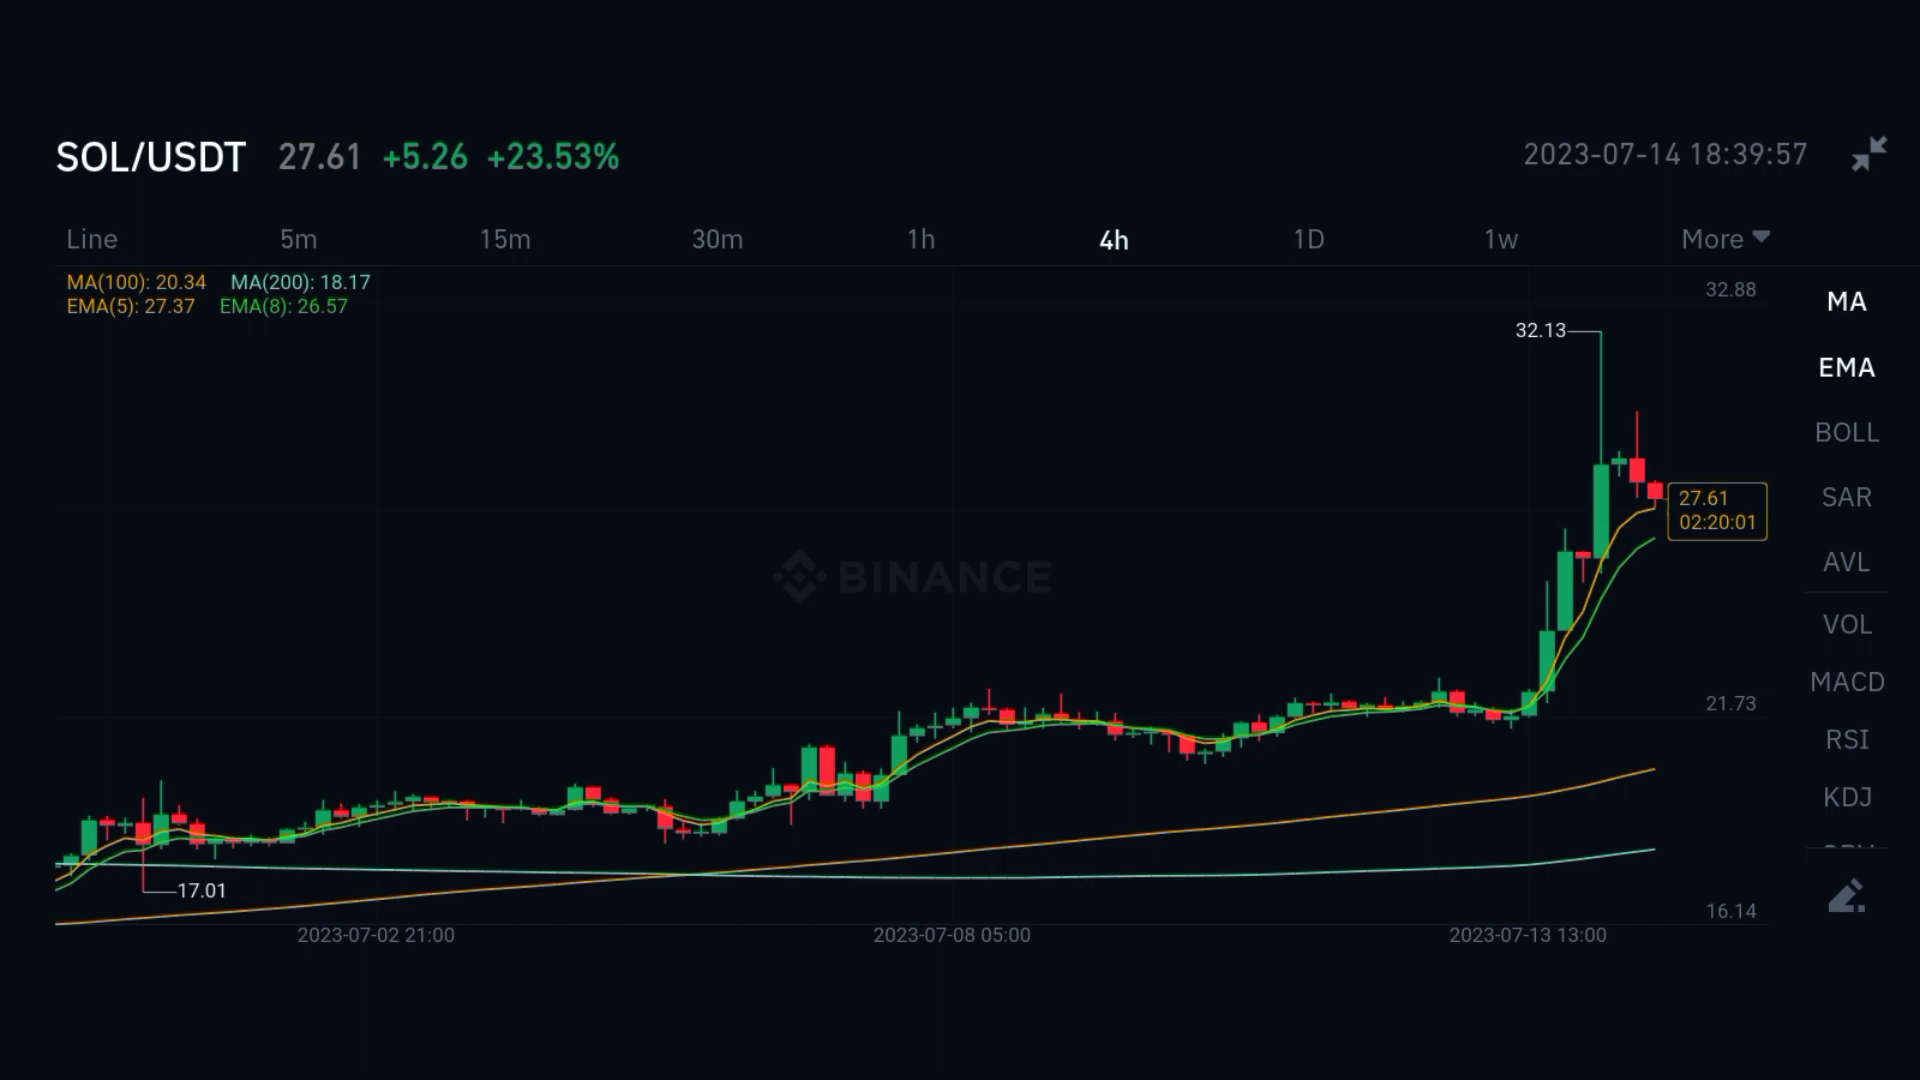 SOL/USDT 27.61 +5.26 +23.53% 2023-07-14 18:39:57
Line 5m 15m 30m 1h 4h 1D 1w More
MA(100): 20.34 MA(200): 18.17
EMA(5): 27.37 EMA(8): 26.57
32.88
MA
32.13
EMA
BOLL
27.61
02:20:01
SAR
AVL
BINANCE
VOL
MACD
21.73
RSI
KDJ
17.01
16.14
2023-07-02 21:00 2023-07-08 05:00 2023-07-13 13:00